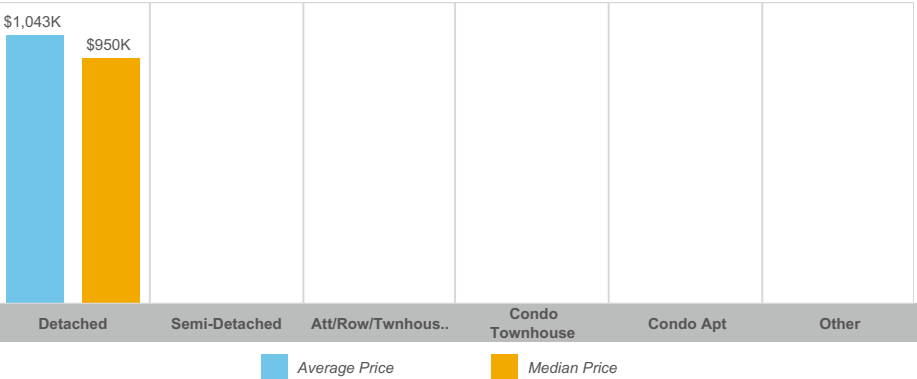 $1,043K
$950K
Detached
Semi-Detached
Att/Row/Twnhous..
Condo
Townhouse
Condo Apt
Other
Average Price
Median Price